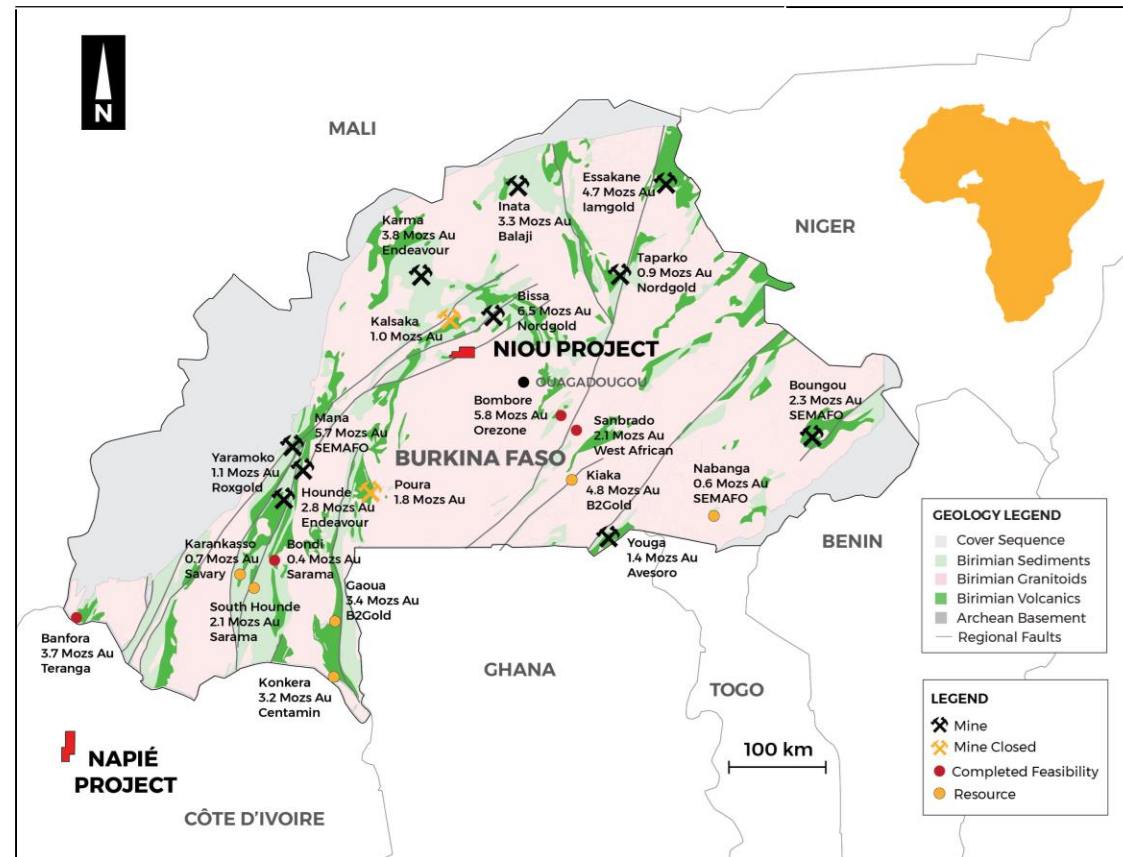 N
MALI
NIGER
Essakane
4.7 Mozs Au
Iamgold
Inata
3.3 Mozs Au
Balaji
Karma
3.8 Mozs Au
Endeavour
Taparko
0.9 Mozs Au
Nordgold
Bissa
6.5 Mozs Au
Nordgold
Kalsaka
1.0 Mozs Au
NIOU PROJECT
OUAGADOUGOU
Bombore
5.8 Mozs Au
Orezone
Boungou
2.3 Mozs Au
SEMAFO
Sanbrado
2.1 Mozs Au
West African
Mana
5.7 Mozs Au
SEMAFO
BURKINA FASO
Yaramoko
1.1 Mozs Au
Roxgold
Poura
1.8 Mozs Au
Kiaka
4.8 Mozs Au
B2Gold
Nabanga
0.6 Mozs Au
SEMAFO
Hounde
2.8 Mozs Au
Endeavour
Karankasso
0.7 Mozs Au
Savary
Bondi
0.4 Mozs Au
Sarama
Youga
1.4 Mozs Au
Avesoro
BENIN
Gaoua
3.4 Mozs Au
B2Gold
South Hounde
2.1 Mozs Au
Sarama
Banfora
3.7 Mozs Au
Teranga
Konkera
3.2 Mozs Au
Centamin
GHANA
TOGO
NAPIÉ
PROJECT
CÔTE D'IVOIRE
100 km
GEOLOGY LEGEND
Cover Sequence
Birimian Sediments
Birimian Granitoids
Birimian Volcanics
Archean Basement
Regional Faults
LEGEND
Mine
Mine Closed
Completed Feasibility
Resource